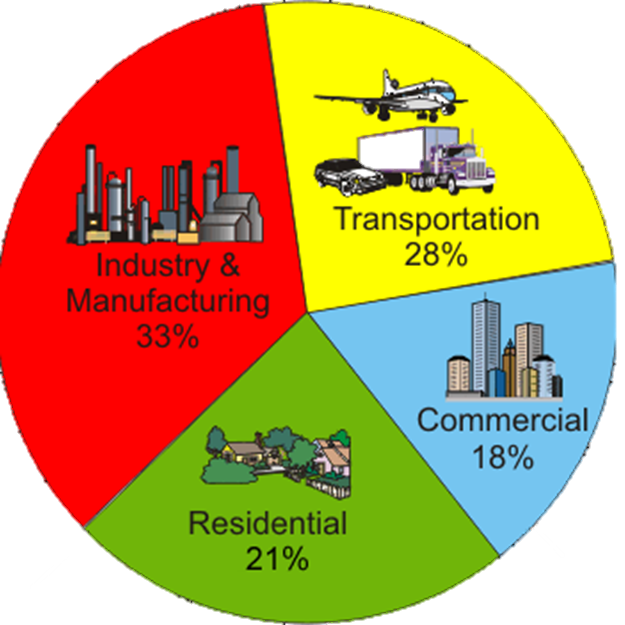 Transportation
28%
Industry &
Manufacturing
33%
Commercial
18%
Residential
21%